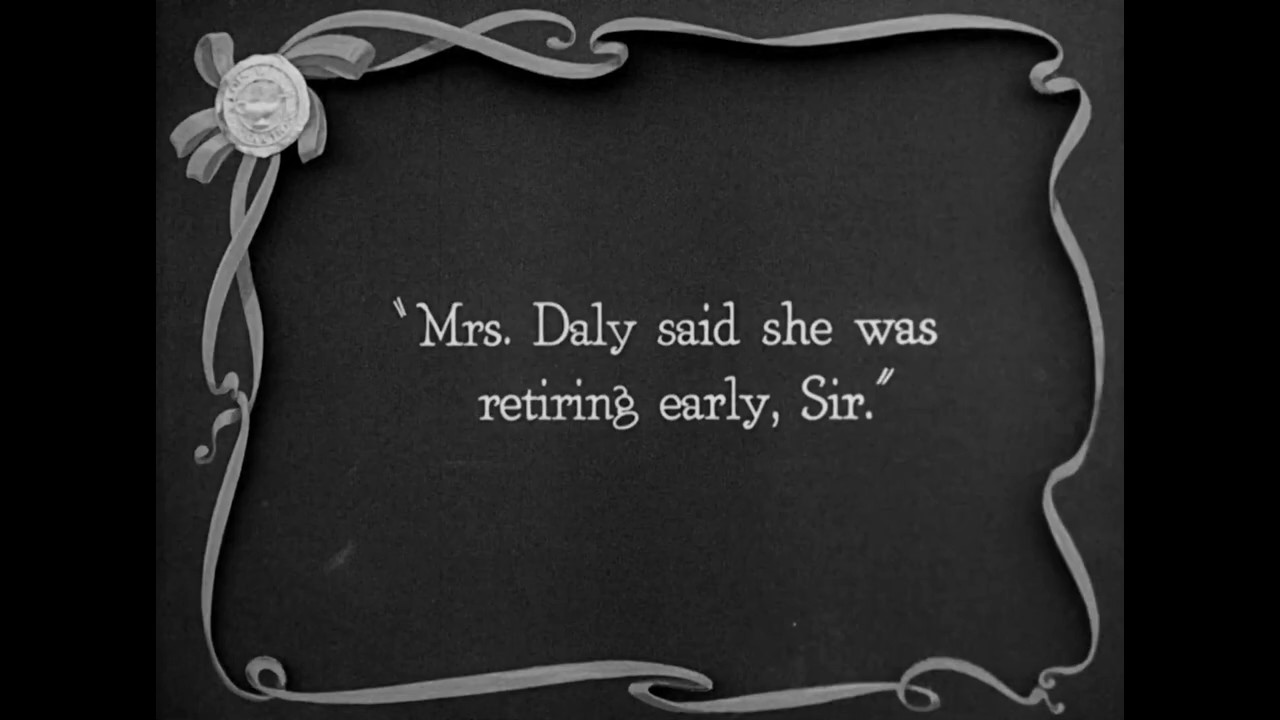 "Mrs. Daly said she was
retiring early, Sir."